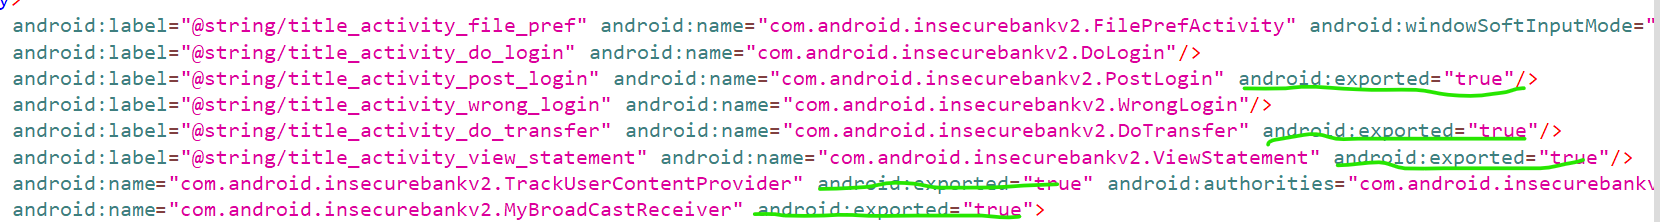 y>
android:label="@string/title_activity_file_pref" android:name="com.android.insecurebankv2.FilePrefActivity" android:windowSoftInputMode="
android:label="@string/title_activity_do_login" android:name="com.android.insecurebankv2.DoLogin"/>
android:label="@string/title_activity_post_login" android:name="com.android.insecurebankv2.PostLogin" android:exported="true"/>
android:label="@string/title_activity_wrong_login" android:name="com.android.insecurebankv2.WrongLogin"/>
android:label="@string/title_activity_do_transfer" android:name="com.android.insecurebankv2.DoTransfer" android:exported="true"/>
android:label="@string/title_activity_view_statement" android:name="com.android.insecurebankv2.ViewStatement" android:exported="true"/>
android:name="com.android.insecurebankv2.TrackUserContentProvider" android:exported="true" android:authorities="com.android.insecurebankv
android:name="com.android.insecurebankv2.MyBroadCastReceiver" android:exported="true">